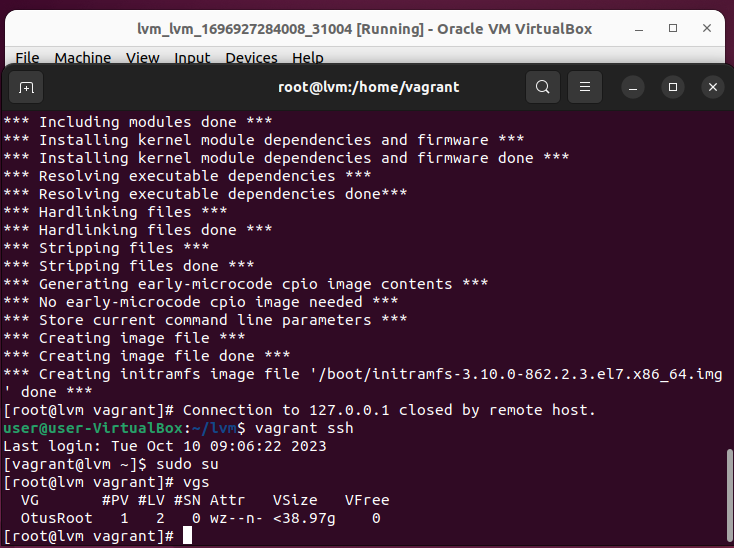 lvm_lvm_1696927284008_31004 [Running] - Oracle VM VirtualBox
File Machine View Input Devices Help
root@lvm:/home/vagrant
*** Including modules done ***
*** Installing kernel module dependencies and firmware ***
*** Installing kernel module dependencies and firmware done ***
*** Resolving executable dependencies ***
*** Resolving executable dependencies done***
*** Hardlinking files ***
*** Hardlinking files done ***
*** Stripping files ***
*** Stripping files done ***
*** Generating early-microcode cpio image contents ***
*** No early-microcode cpio image needed ***
*** Store current command line parameters ***
*** Creating image file ***
*** Creating image file done ***
*** Creating initramfs image file '/boot/initramfs-3.10.0-862.2.3.el7.x86_64.img
' done ***
[root@lvm vagrant]# Connection to 127.0.0.1 closed by remote host.
user@user-VirtualBox:~/lvm$ vagrant ssh
Last login: Tue Oct 10 09:06:22 2023
[vagrant@lvm ~]$ sudo su
[root@lvm vagrant]# vgs
  VG       #PV #LV #SN Attr   VSize   VFree
  OtusRoot   1   2   0 wz--n- <38.97g    0
[root@lvm vagrant]#